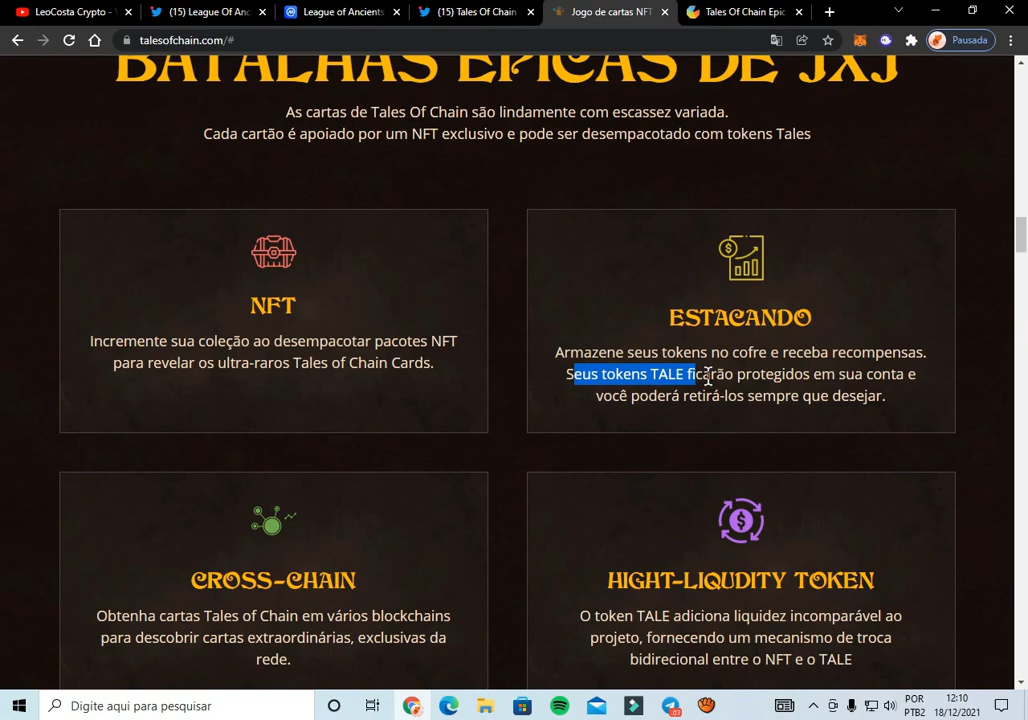 LeoCosta Crypto -
(15) League Of Anc
League of Ancients
(15) Tales Of Chain
Jogo de cartas NFT
Tales Of Chain Epic
talesofchain.com/#
Pausada
BATALHAS ÉPICAS DE JXJ
As cartas de Tales Of Chain são lindamente com escassez variada.
Cada cartão é apoiado por um NFT exclusivo e pode ser desempacotado com tokens Tales
NFT
Incremente sua coleção ao desempacotar pacotes NFT
para revelar os ultra-raros Tales of Chain Cards.
ESTACANDO
Armazene seus tokens no cofre e receba recompensas.
Seus tokens TALE ficarão protegidos em sua conta e
você poderá retirá-los sempre que desejar.
CROSS-CHAIN
Obtenha cartas Tales of Chain em vários blockchains
para descobrir cartas extraordinárias, exclusivas da
rede.
HIGHT-LIQUDITY TOKEN
O token TALE adiciona liquidez incomparável ao
projeto, fornecendo um mecanismo de troca
bidirecional entre o NFT e o TALE
Digite aqui para pesquisar
POR
PTB2
12:10
18/12/2021